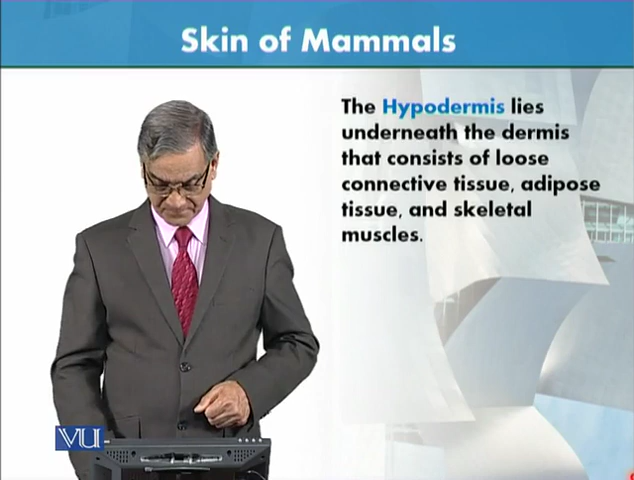 Skin of Mammals
The Hypodermis lies
underneath the dermis
that consists of loose
connective tissue, adipose
tissue, and skeletal
muscles.
VU